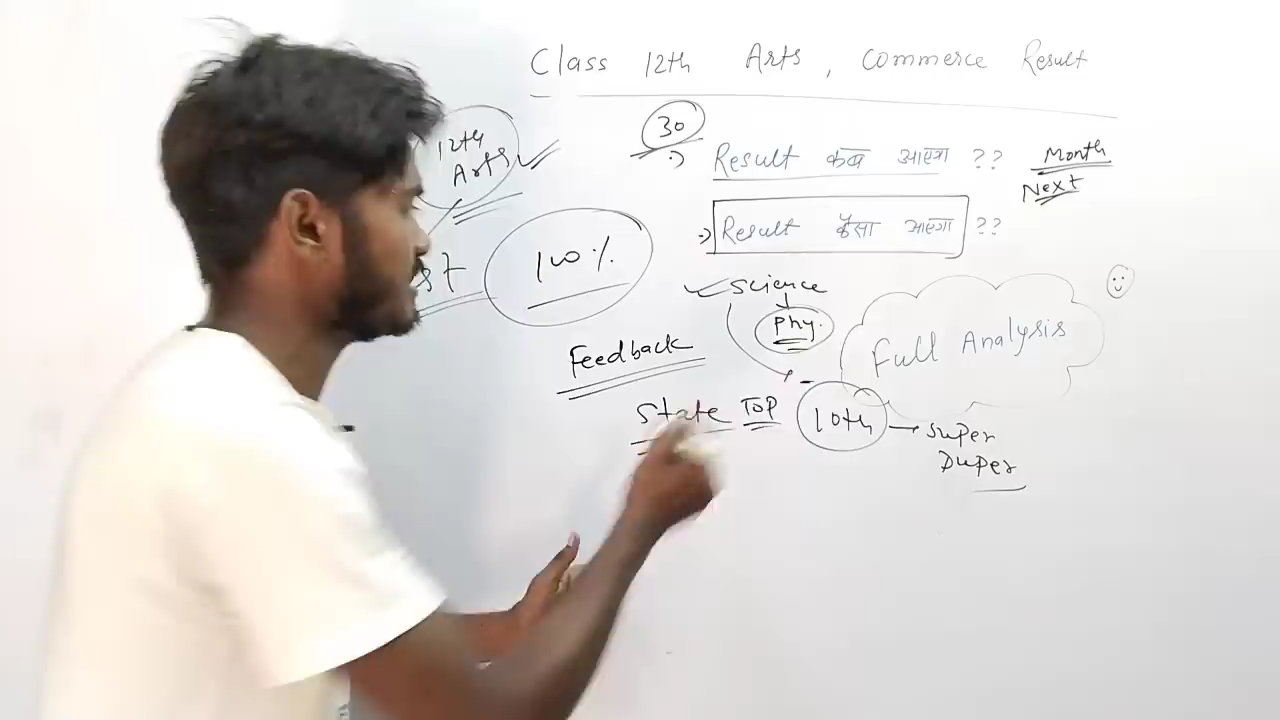 Class 12th Arts, Commerce Result
30
12th
Arts
Result कब आएगा ??
Month
Next
Result कैसा आएगा ??
100%
Science
Phy.
Full Analysis
Feedback
State Top
10th
Super
Duper